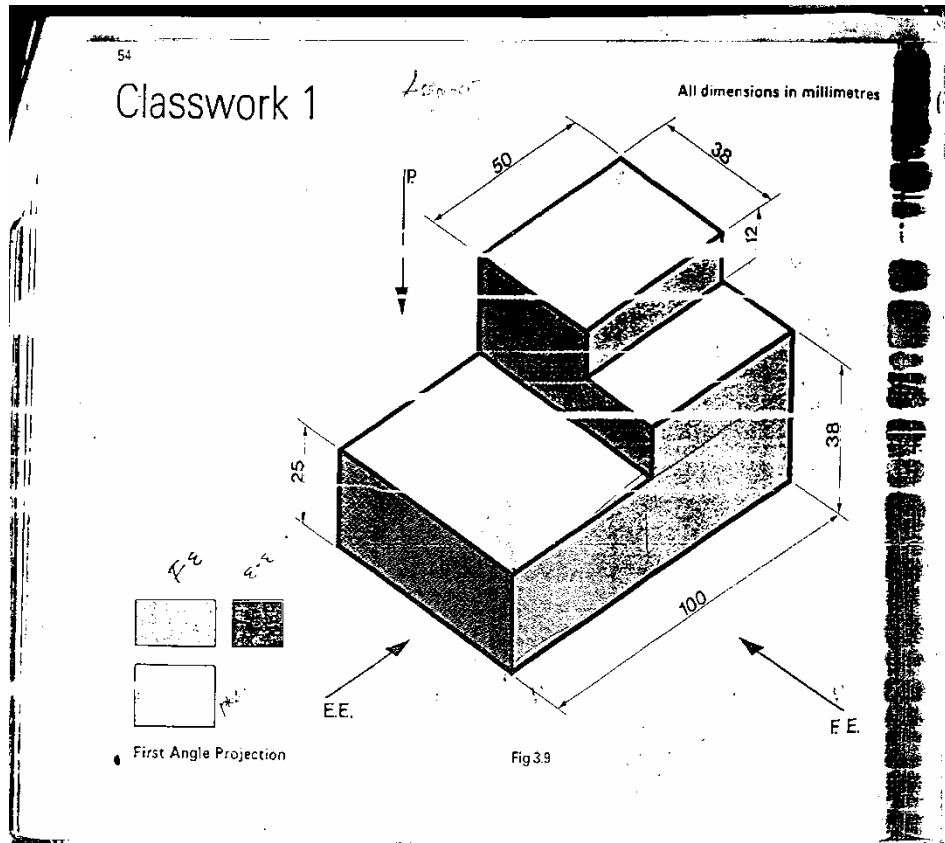 54
Classwork 1
All dimensions in millimetres
P.
50
38
12
25
38
100
E.E.
F E.
First Angle Projection
Fig 3.9